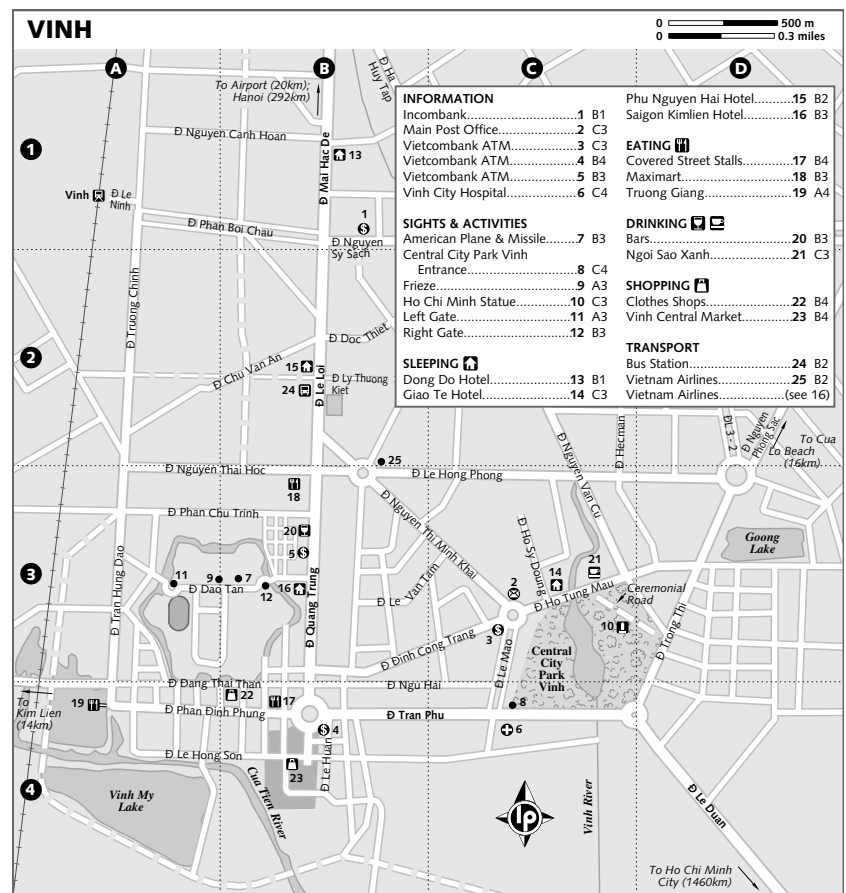 VINH
0 500 m
0 0.3 miles
A
B
C
D
1
2
3
4
To Airport (20km);
Hanoi (292km)
Đ Ha
Huy Tap
INFORMATION
Incombank...1 B1
Main Post Office...2 C3
Vietcombank ATM...3 C3
Vietcombank ATM...4 B4
Vietcombank ATM...5 B3
Vinh City Hospital...6 C4
SIGHTS & ACTIVITIES
American Plane & Missile...7 B3
Central City Park Vinh
Entrance...8 C4
Frieze...9 A3
Ho Chi Minh Statue...10 C3
Left Gate...11 A3
Right Gate...12 B3
SLEEPING
Dong Do Hotel...13 B1
Giao Te Hotel...14 C3
Phu Nguyen Hai Hotel...15 B2
Saigon Kimlien Hotel...16 B3
EATING
Covered Street Stalls...17 B4
Maximart...18 B3
Truong Giang...19 A4
DRINKING
Bars...20 B3
Ngoi Sao Xanh...21 C3
SHOPPING
Clothes Shops...22 B4
Vinh Central Market...23 B4
TRANSPORT
Bus Station...24 B2
Vietnam Airlines...25 B2
Vietnam Airlines...(see 16)
Đ Nguyen Canh Hoan
Đ Mai Hac De
13
Vinh
Đ Le
Ninh
Đ Phan Boi Chau
1
Đ Nguyen
Sy Sach
Đ Truong Chinh
Đ Doc Thiet
Đ Chu Van An
15
Đ Ly Thuong
Kiet
24
Đ Le Loi
25
Đ Nguyen Thai Hoc
Đ Le Hong Phong
Đ Nguyen Van Cu
Đ Hecman
ĐL 3 - 2
Đ Nguyen
Phong Sac
To Cua
Lo Beach
(16km)
18
Đ Phan Chu Trinh
Đ Nguyen Thi Minh Khai
20
5
Đ Ho Sy Doung
Goong
Lake
14
21
2
Đ Tran Hung Dao
11
9
7
12
16
Đ Dao Tan
Đ Quang Trung
Đ Le Van Tam
Đ Ho Tung Mau
Ceremonial
Road
10
3
Đ Dinh Cong Trang
Đ Le Mao
Central
City
Park
Vinh
Đ Trong Thi
Đ Dang Thai Than
Đ Ngu Hai
22
17
8
To
Kim Lien
(14km)
19
Đ Phan Dinh Phung
Đ Tran Phu
4
6
Đ Le Hong Son
23
Đ Le Huan
Cua Tien River
Vinh My
Lake
lp
Vinh River
Đ Le Duan
To Ho Chi Minh
City (1460km)